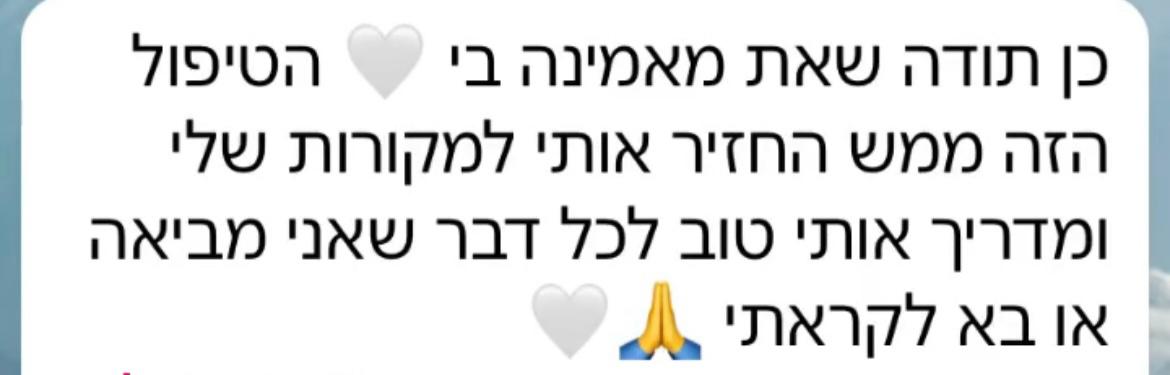 כן תודה שאת מאמינה בי 🤍 הטיפול
הזה ממש החזיר אותי למקורות שלי
ומדריך אותי טוב לכל דבר שאני מביאה
או בא לקראתי 🙏🤍